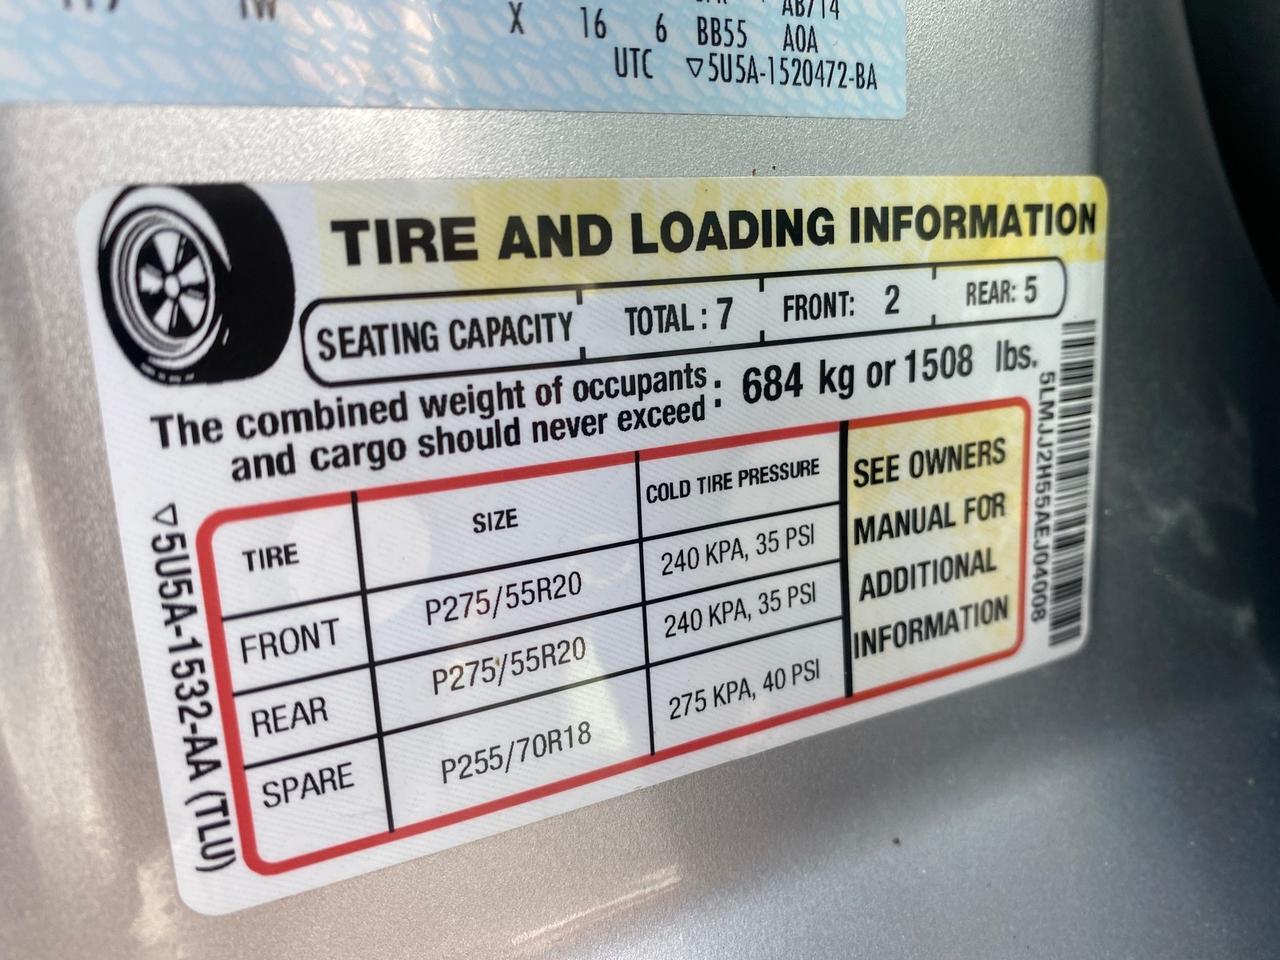 X 16 6 BB55 A0A
UTC ▽5U5A-1520472-BA
TIRE AND LOADING INFORMATION
SEATING CAPACITY TOTAL : 7 FRONT: 2 REAR: 5
The combined weight of occupants : 684 kg or 1508 lbs.
and cargo should never exceed :
TIRE SIZE COLD TIRE PRESSURE
FRONT P275/55R20 240 KPA, 35 PSI
REAR P275/55R20 240 KPA, 35 PSI
SPARE P255/70R18 275 KPA, 40 PSI
SEE OWNERS
MANUAL FOR
ADDITIONAL
INFORMATION
▽5U5A-1532-AA (TLU)
5LMJJ2H55AEJ04008